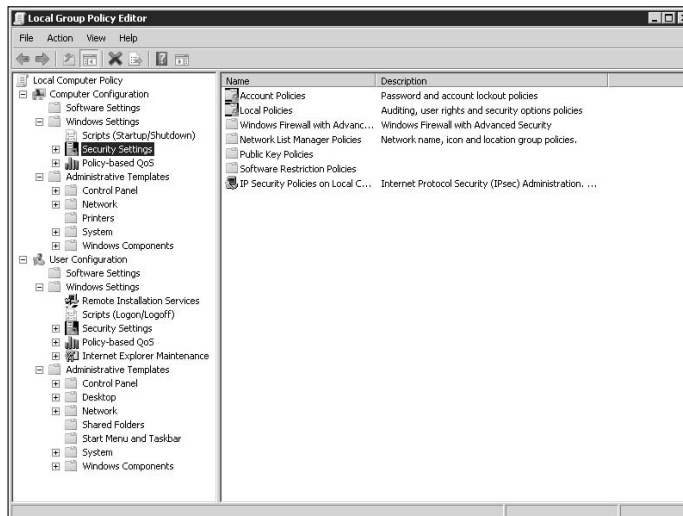 Local Group Policy Editor
File Action View Help
Local Computer Policy
Computer Configuration
Software Settings
Windows Settings
Scripts (Startup/Shutdown)
Security Settings
Policy-based QoS
Administrative Templates
Control Panel
Network
Printers
System
Windows Components
User Configuration
Software Settings
Windows Settings
Remote Installation Services
Scripts (Logon/Logoff)
Security Settings
Policy-based QoS
Internet Explorer Maintenance
Administrative Templates
Control Panel
Desktop
Network
Shared Folders
Start Menu and Taskbar
System
Windows Components
Name Description
Account Policies Password and account lockout policies
Local Policies Auditing, user rights and security options policies
Windows Firewall with Advanc... Windows Firewall with Advanced Security
Network List Manager Policies Network name, icon and location group policies.
Public Key Policies
Software Restriction Policies
IP Security Policies on Local C... Internet Protocol Security (IPsec) Administration. ...